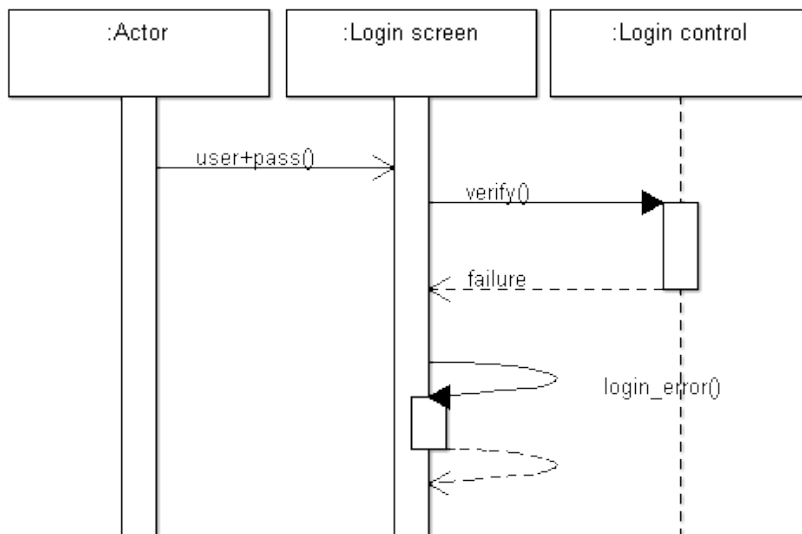 :Actor
:Login screen
:Login control
user+pass()
verify()
failure
login_error()